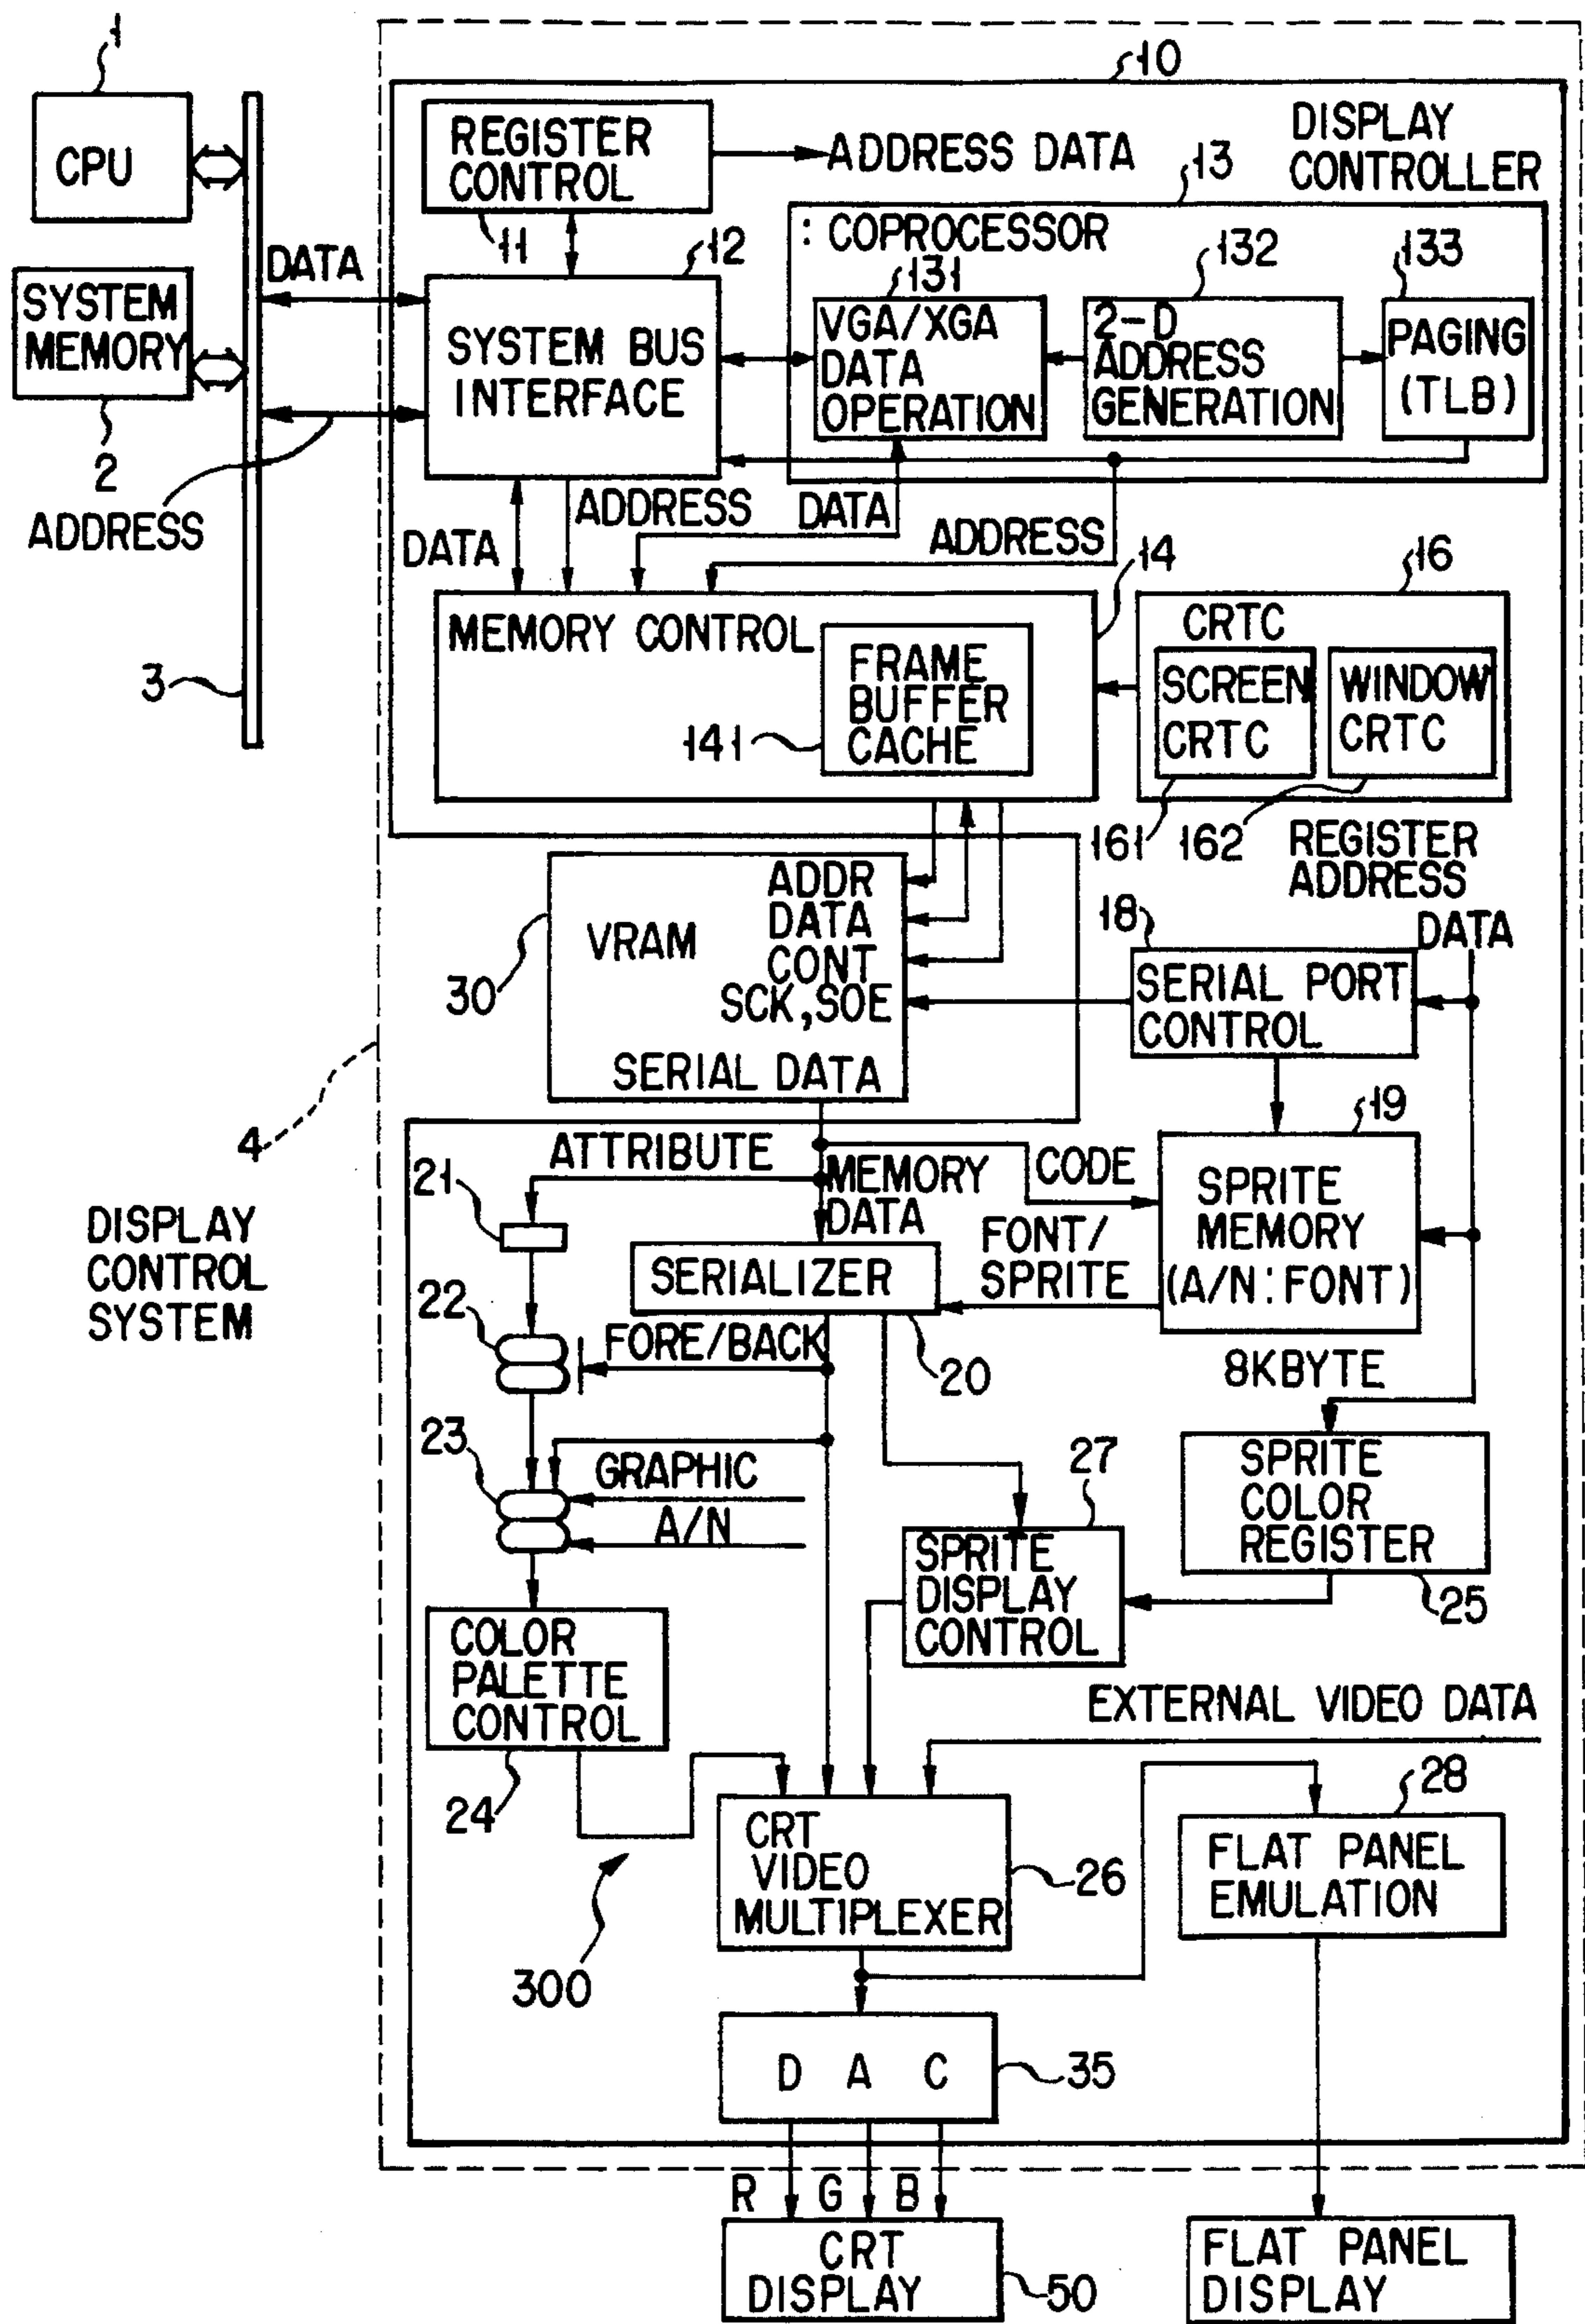 1
CPU
SYSTEM
MEMORY
2
ADDRESS
DATA
3
4
DISPLAY
CONTROL
SYSTEM
10
DISPLAY
CONTROLLER
REGISTER
CONTROL
11
ADDRESS DATA
12
SYSTEM BUS
INTERFACE
13
: COPROCESSOR
131
VGA/XGA
DATA
OPERATION
132
2-D
ADDRESS
GENERATION
133
PAGING
(TLB)
DATA
ADDRESS
DATA
ADDRESS
14
MEMORY CONTROL
FRAME
BUFFER
CACHE
141
16
CRTC
SCREEN
CRTC
WINDOW
CRTC
161
162
REGISTER
ADDRESS
DATA
30
VRAM
ADDR
DATA
CONT
SCK,SOE
SERIAL DATA
18
SERIAL PORT
CONTROL
19
SPRITE
MEMORY
(A/N:FONT)
8KBYTE
ATTRIBUTE
MEMORY
DATA
CODE
FONT/
SPRITE
21
SERIALIZER
20
22
FORE/BACK
23
GRAPHIC
A/N
27
SPRITE
DISPLAY
CONTROL
SPRITE
COLOR
REGISTER
25
COLOR
PALETTE
CONTROL
24
EXTERNAL VIDEO DATA
300
CRT
VIDEO
MULTIPLEXER
26
28
FLAT PANEL
EMULATION
D A C
35
R G B
CRT
DISPLAY
50
FLAT PANEL
DISPLAY